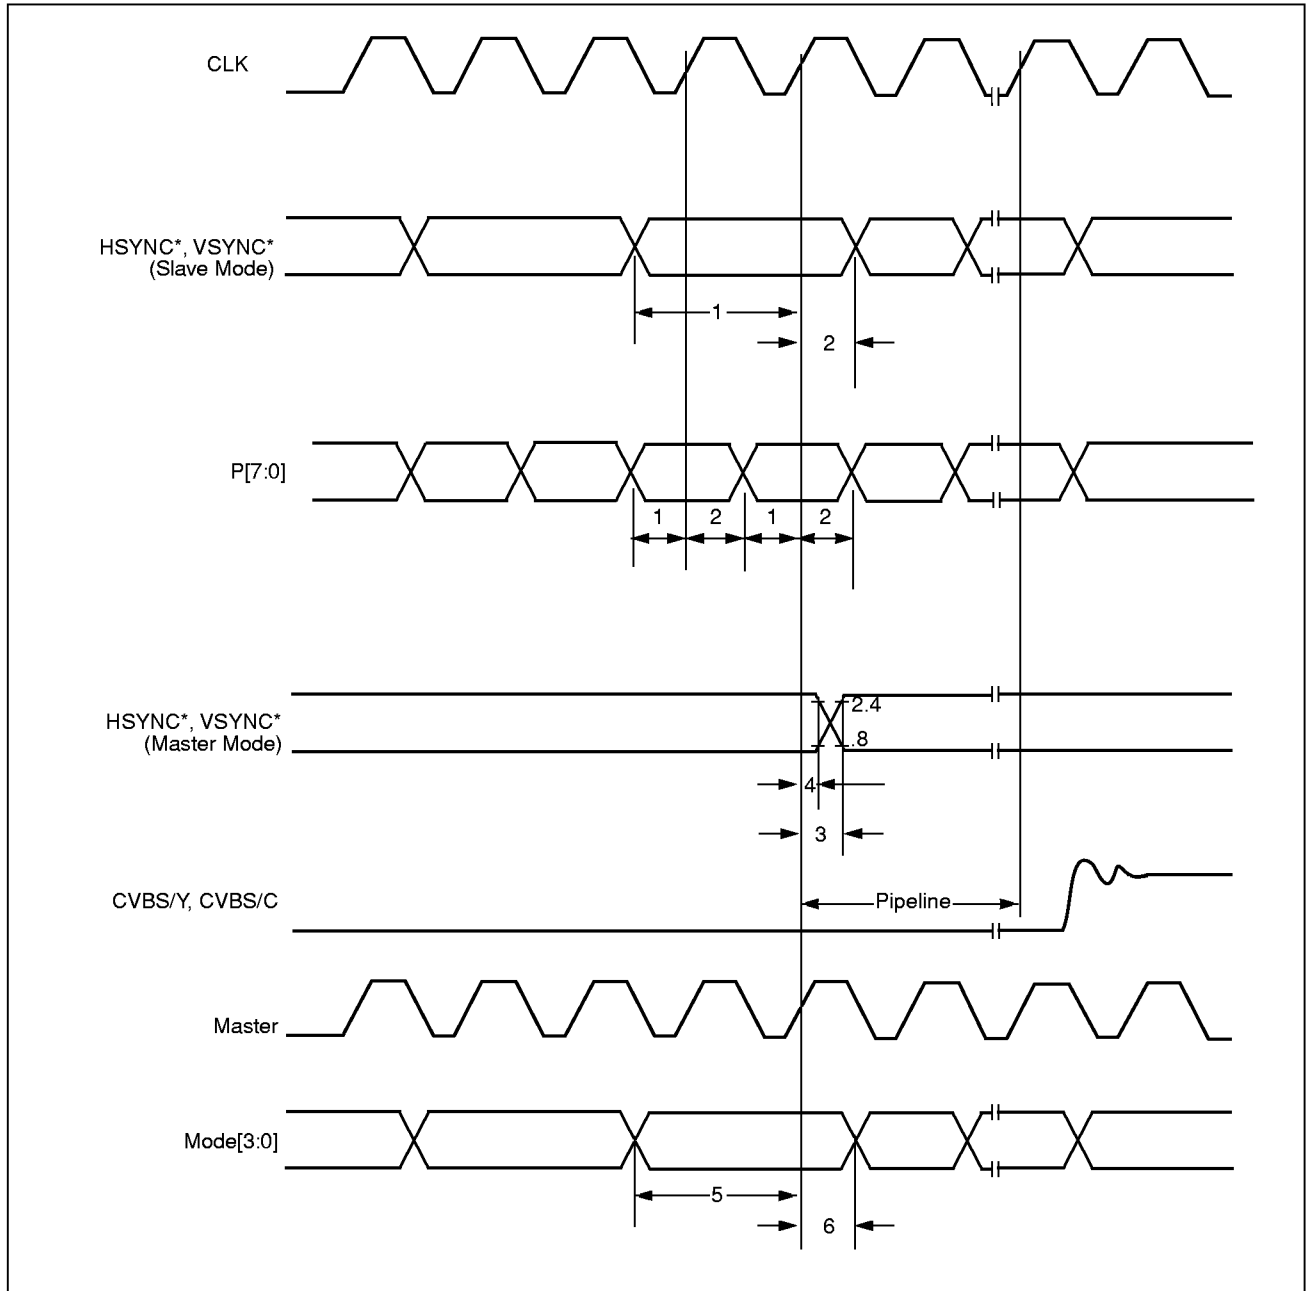 CLK
HSYNC*, VSYNC*
(Slave Mode)
1
2
P[7:0]
1 2 1 2
HSYNC*, VSYNC*
(Master Mode)
2.4
.8
4
3
CVBS/Y, CVBS/C
Pipeline
Master
Mode[3:0]
5
6